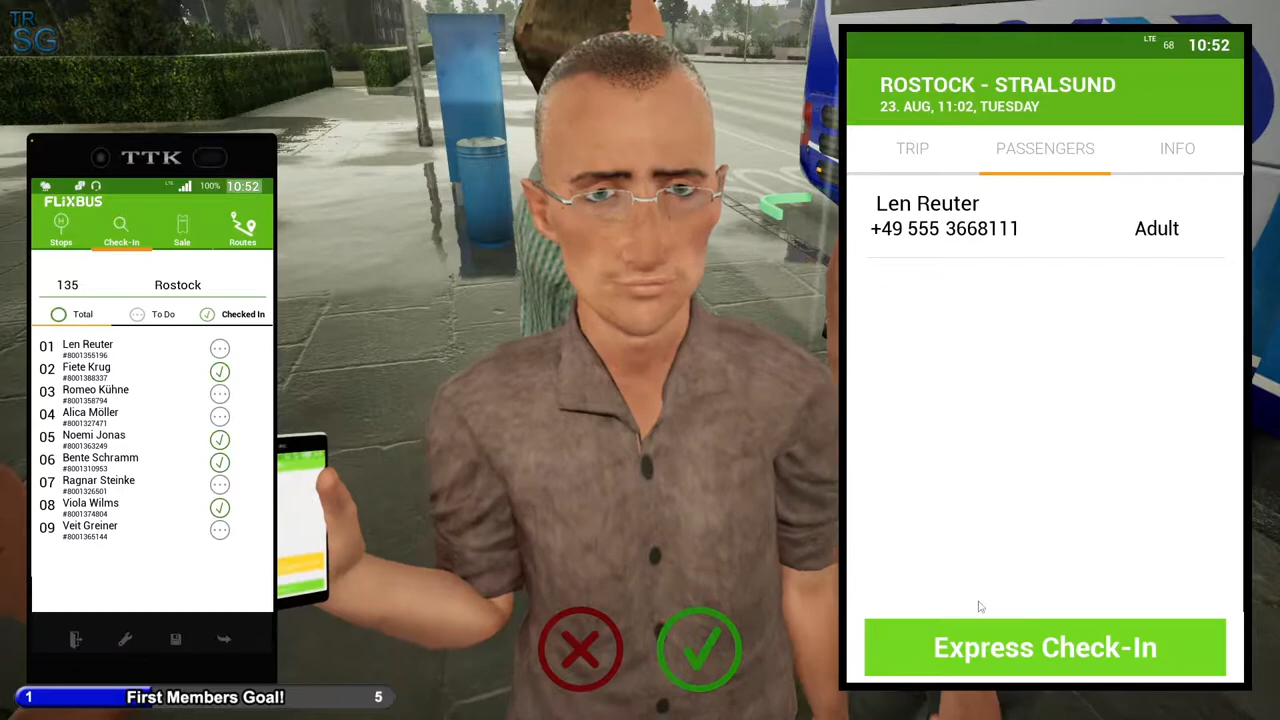 TR
SG
TTK
100% 10:52
LTE
FLiXBUS
Stops Check-In Sale Routes
135 Rostock
Total To Do Checked In
01 Len Reuter
#8001355196
02 Fiete Krug
#8001388337
03 Romeo Kühne
#8001358794
04 Alica Möller
#8001327471
05 Noemi Jonas
#8001363249
06 Bente Schramm
#8001310953
07 Ragnar Steinke
#8001326501
08 Viola Wilms
#8001374804
09 Veit Greiner
#8001365144
1 First Members Goal! 5
LTE 68 10:52
ROSTOCK - STRALSUND
23. AUG, 11:02, TUESDAY
TRIP PASSENGERS INFO
Len Reuter
+49 555 3668111 Adult
Express Check-In